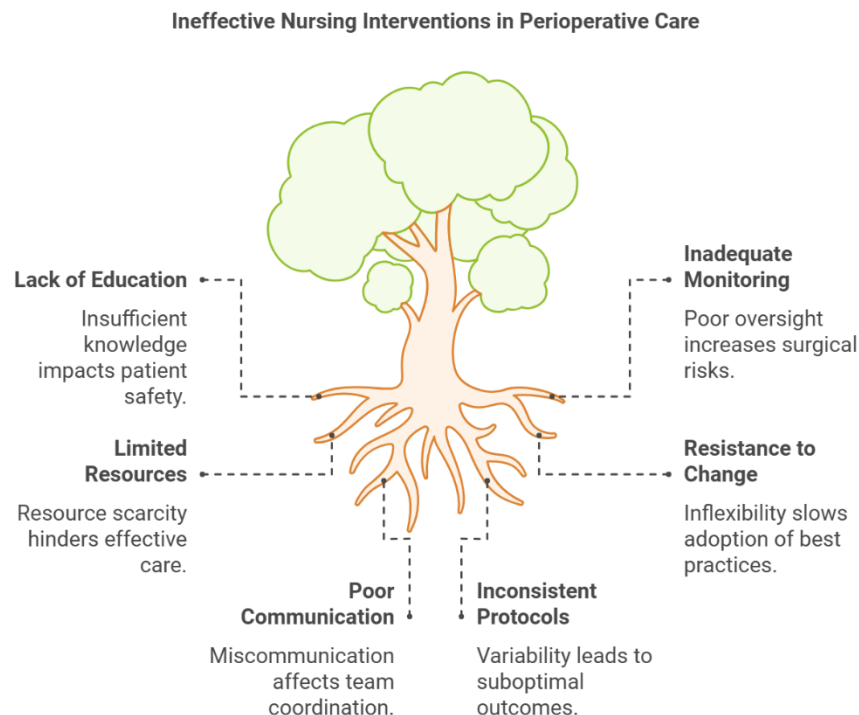 Ineffective Nursing Interventions in Perioperative Care
Lack of Education
Insufficient
knowledge
impacts patient
safety.
Limited
Resources
Resource scarcity
hinders effective
care.
Poor
Communication
Miscommunication
affects team
coordination.
Inconsistent
Protocols
Variability leads to
suboptimal
outcomes.
Inadequate
Monitoring
Poor oversight
increases surgical
risks.
Resistance to
Change
Inflexibility slows
adoption of best
practices.